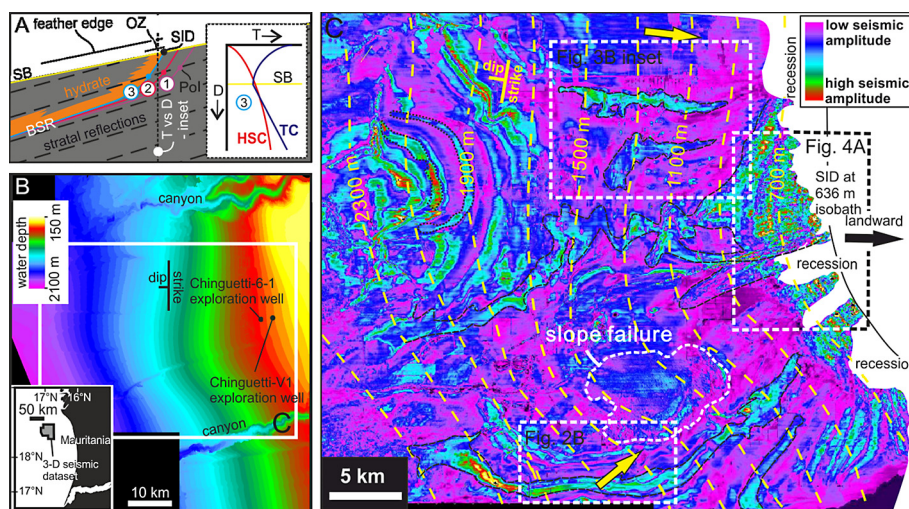 A
feather edge
OZ
SID
SB
hydrate
3
2
1
PoI
BSR
stratal reflections
T vs D
- inset
T
SB
D
3
HSC
TC
B
water depth
150 m
2100 m
canyon
dip
strike
Chinguetti-6-1
exploration well
Chinguetti-V1
exploration well
C
canyon
17°N
16°N
50 km
Mauritania
3-D seismic
dataset
18°N
17°N
10 km
C
low seismic
amplitude
high seismic
amplitude
Fig. 3B inset
recession
dip
strike
2300 m
1900 m
1500 m
1100 m
700 m
Fig. 4A
SID at
636 m
isobath
landward
recession
slope failure
recession
Fig. 2B
5 km